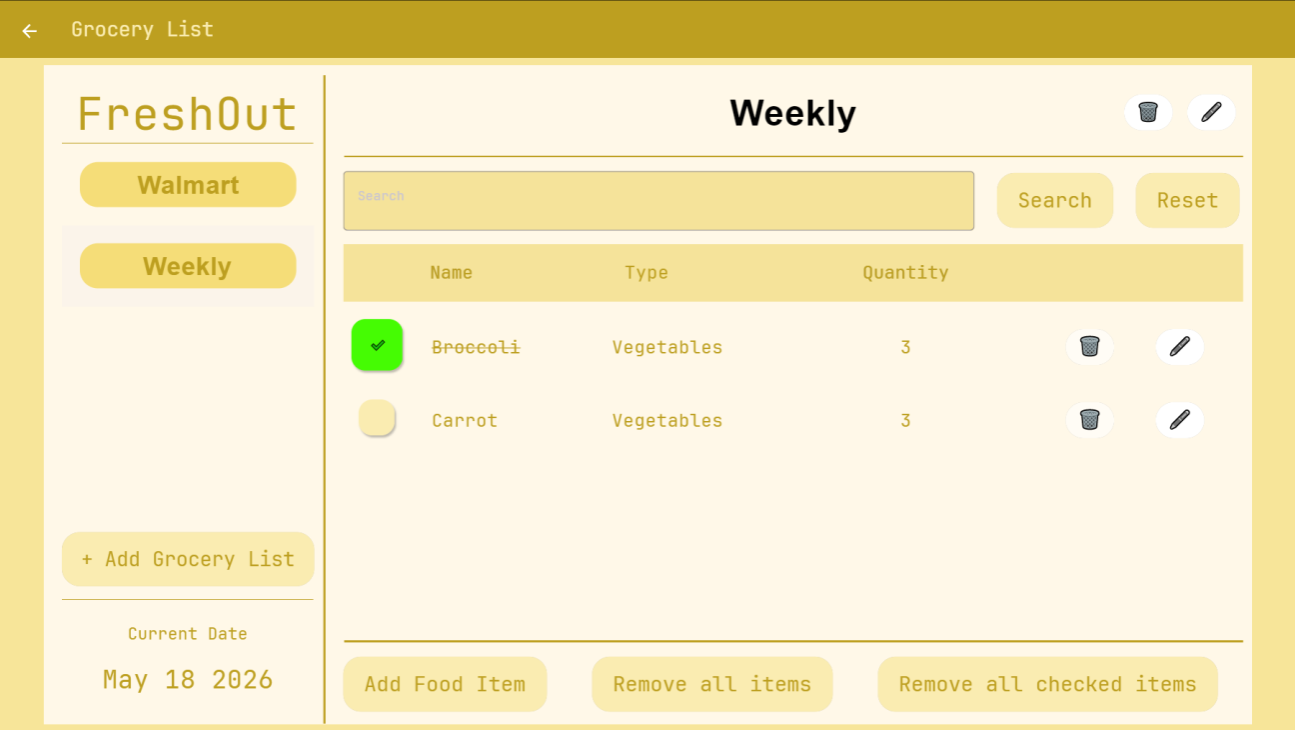 Grocery List
FreshOut
Walmart
Weekly
+ Add Grocery List
Current Date
May 18 2026
Weekly
Search
Search
Reset
Name Type Quantity
Broccoli Vegetables 3
Carrot Vegetables 3
Add Food Item
Remove all items
Remove all checked items